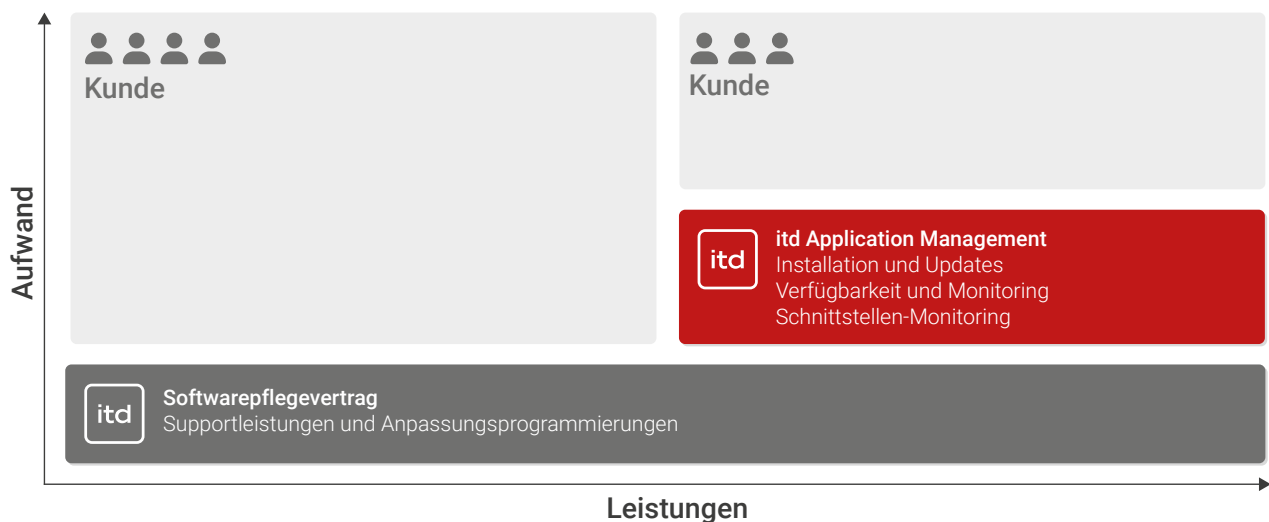 Kunde
Kunde
Aufwand
itd
itd Application Management
Installation und Updates
Verfügbarkeit und Monitoring
Schnittstellen-Monitoring
itd
Softwarepflegevertrag
Supportleistungen und Anpassungsprogrammierungen
Leistungen